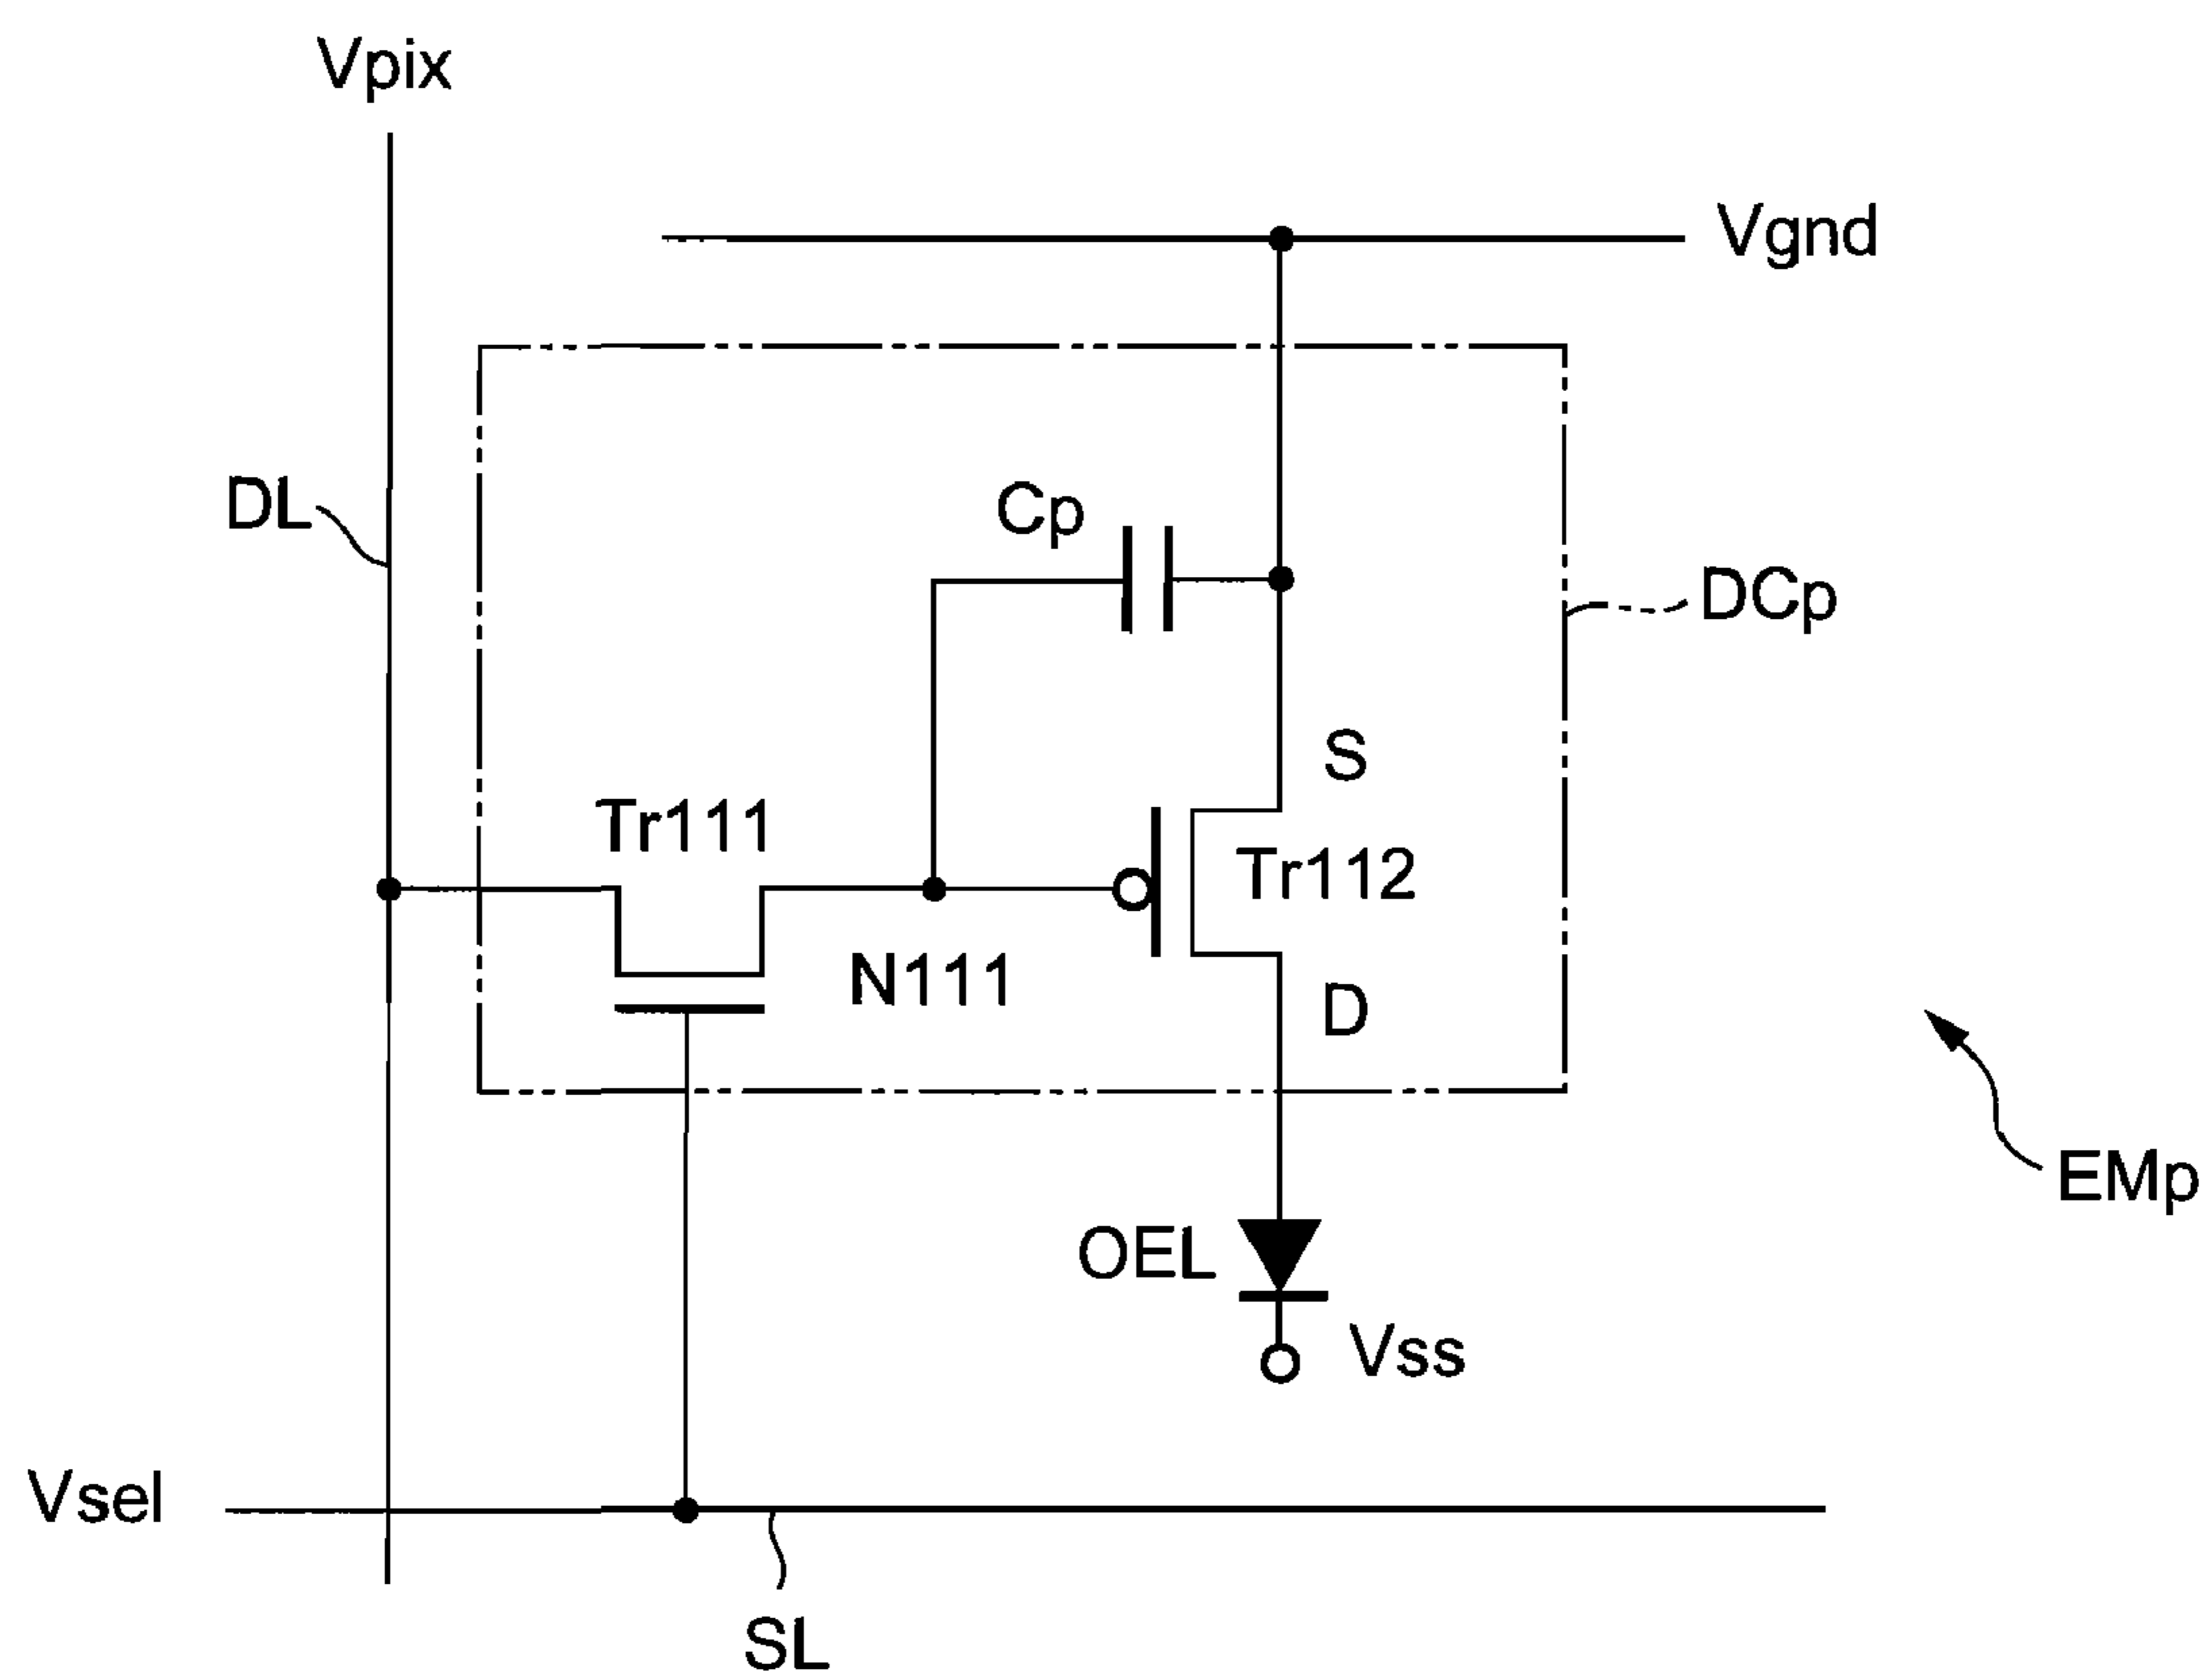 Vpix
Vgnd
DL
Cp
DCp
S
Tr111
Tr112
N111
D
EMp
OEL
Vss
Vsel
SL